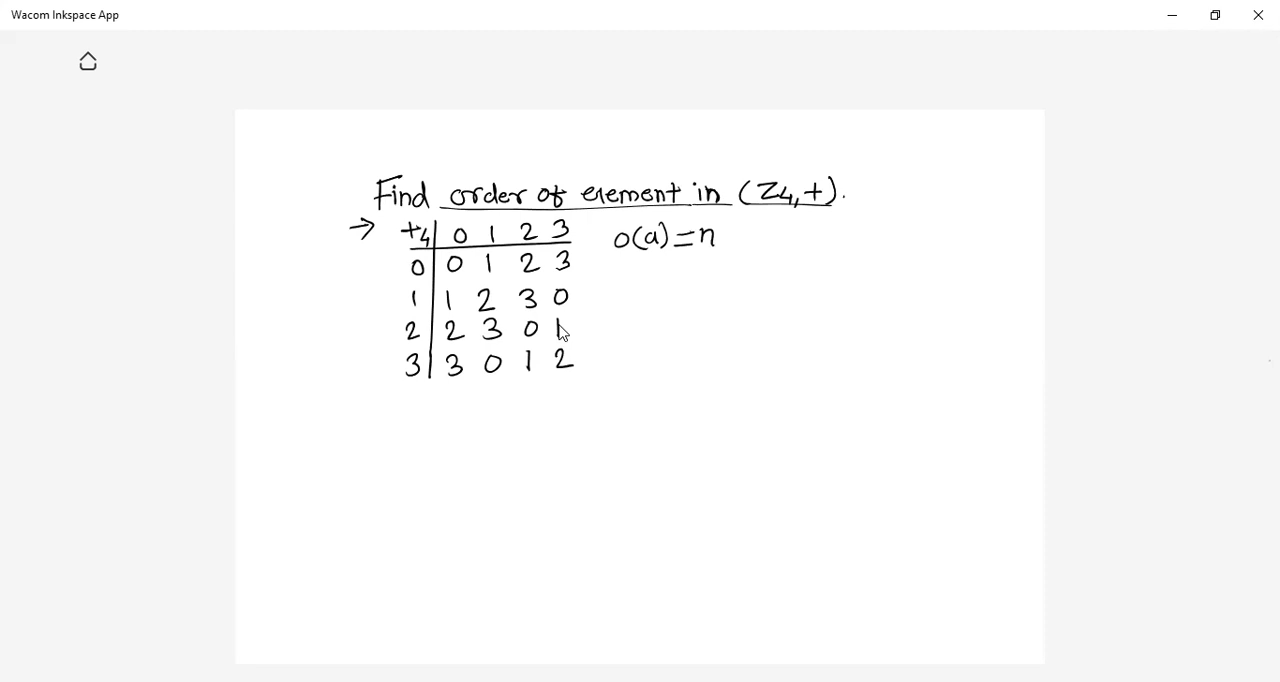 Wacom Inkspace App
Find order of element in (Z4,+).
→ +4 | 0 1 2 3 o(a)=n
0 | 0 1 2 3
1 | 1 2 3 0
2 | 2 3 0 1
3 | 3 0 1 2